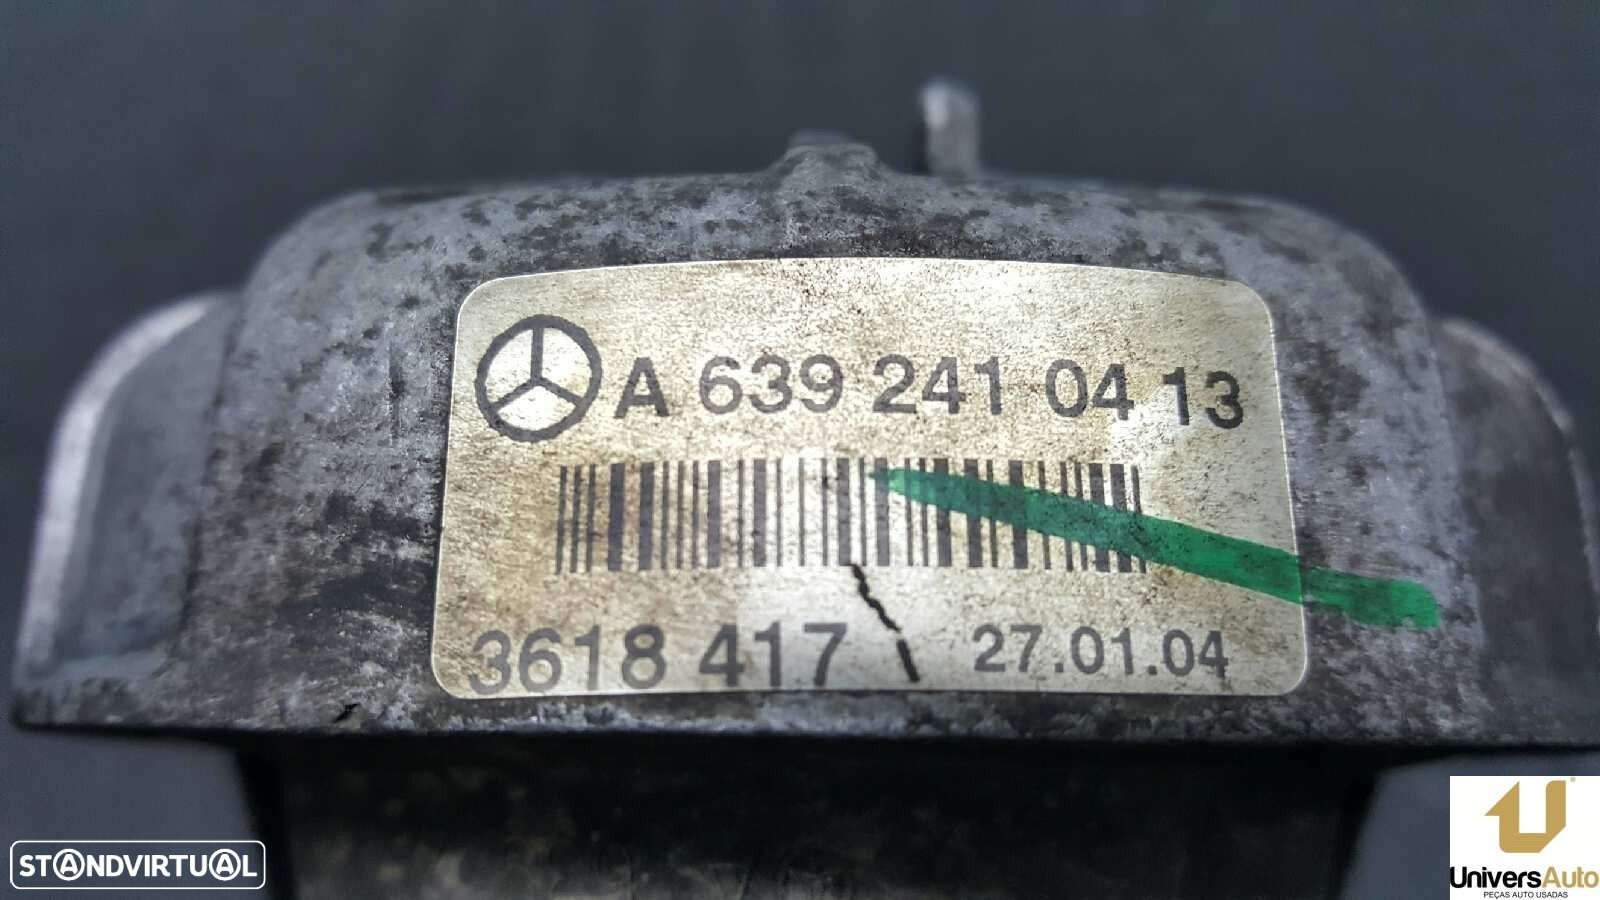 A 639 241 04 13
3618 417
27.01.04
STANDVIRTUAL
UniversAuto
PEÇAS AUTO USADAS